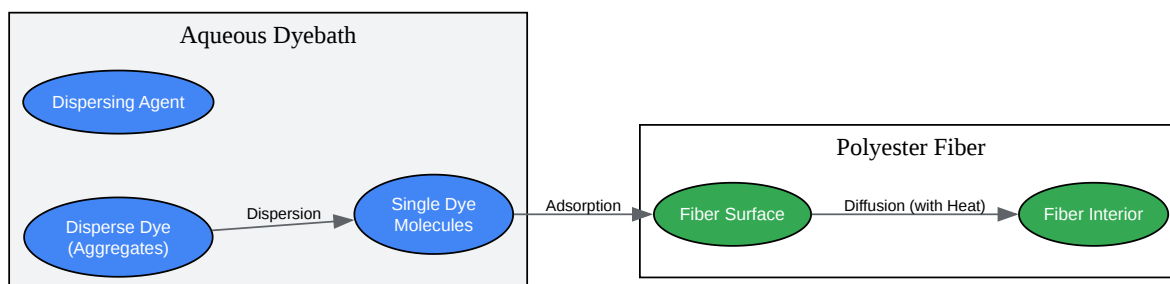 Aqueous Dyebath
Dispersing Agent
Disperse Dye
(Aggregates)
Dispersion
Single Dye
Molecules
Adsorption
Polyester Fiber
Fiber Surface
Diffusion (with Heat)
Fiber Interior